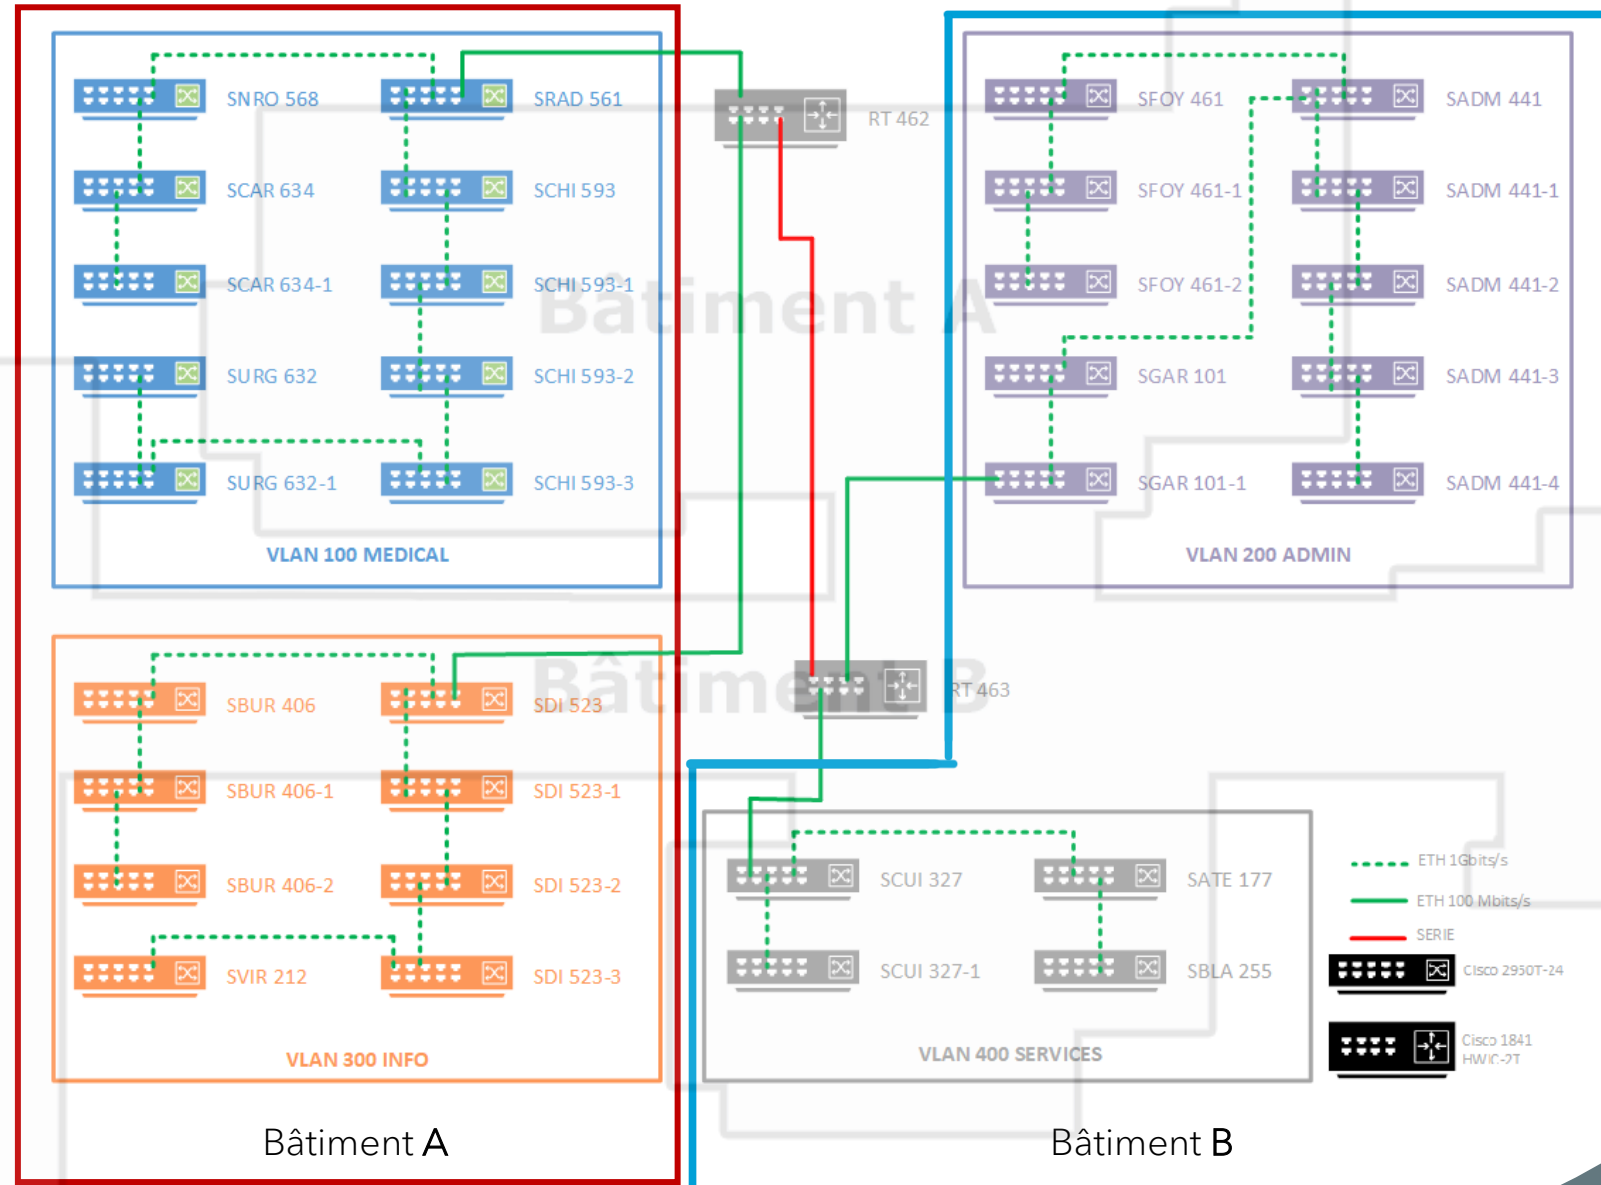 SNRO 568
SRAD 561
SCAR 634
SCHI 593
SCAR 634-1
SCHI 593-1
SURG 632
SCHI 593-2
SURG 632-1
SCHI 593-3
VLAN 100 MEDICAL
RT 462
SFOY 461
SADM 441
SFOY 461-1
SADM 441-1
SFOY 461-2
SADM 441-2
SGAR 101
SADM 441-3
SGAR 101-1
SADM 441-4
VLAN 200 ADMIN
Bâtiment A
Bâtiment B
RT 463
SBUR 406
SDI 523
SBUR 406-1
SDI 523-1
SBUR 406-2
SDI 523-2
SVIR 212
SDI 523-3
VLAN 300 INFO
SCUI 327
SATE 177
SCUI 327-1
SBLA 255
VLAN 400 SERVICES
ETH 1Gbits/s
ETH 100 Mbits/s
SERIE
Cisco 2950T-24
Cisco 1841
HWIC-2T
Bâtiment A
Bâtiment B